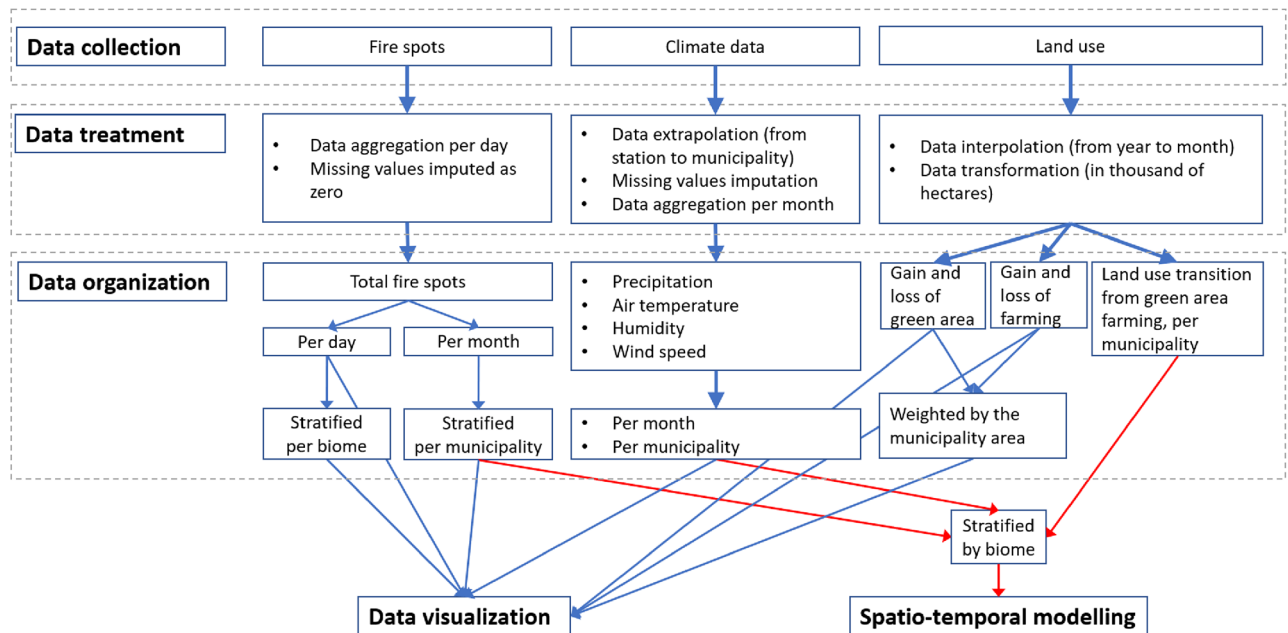 Data collection
Fire spots
Climate data
Land use
Data treatment
• Data aggregation per day
• Missing values imputed as
zero
• Data extrapolation (from
station to municipality)
• Missing values imputation
• Data aggregation per month
• Data interpolation (from year to month)
• Data transformation (in thousand of
hectares)
Data organization
Total fire spots
Per day
Per month
Stratified
per biome
Stratified
per municipality
• Precipitation
• Air temperature
• Humidity
• Wind speed
• Per month
• Per municipality
Gain and
loss of
green area
Gain and
loss of
farming
Land use transition
from green area
farming, per
municipality
Weighted by the
municipality area
Stratified
by biome
Data visualization
Spatio-temporal modelling